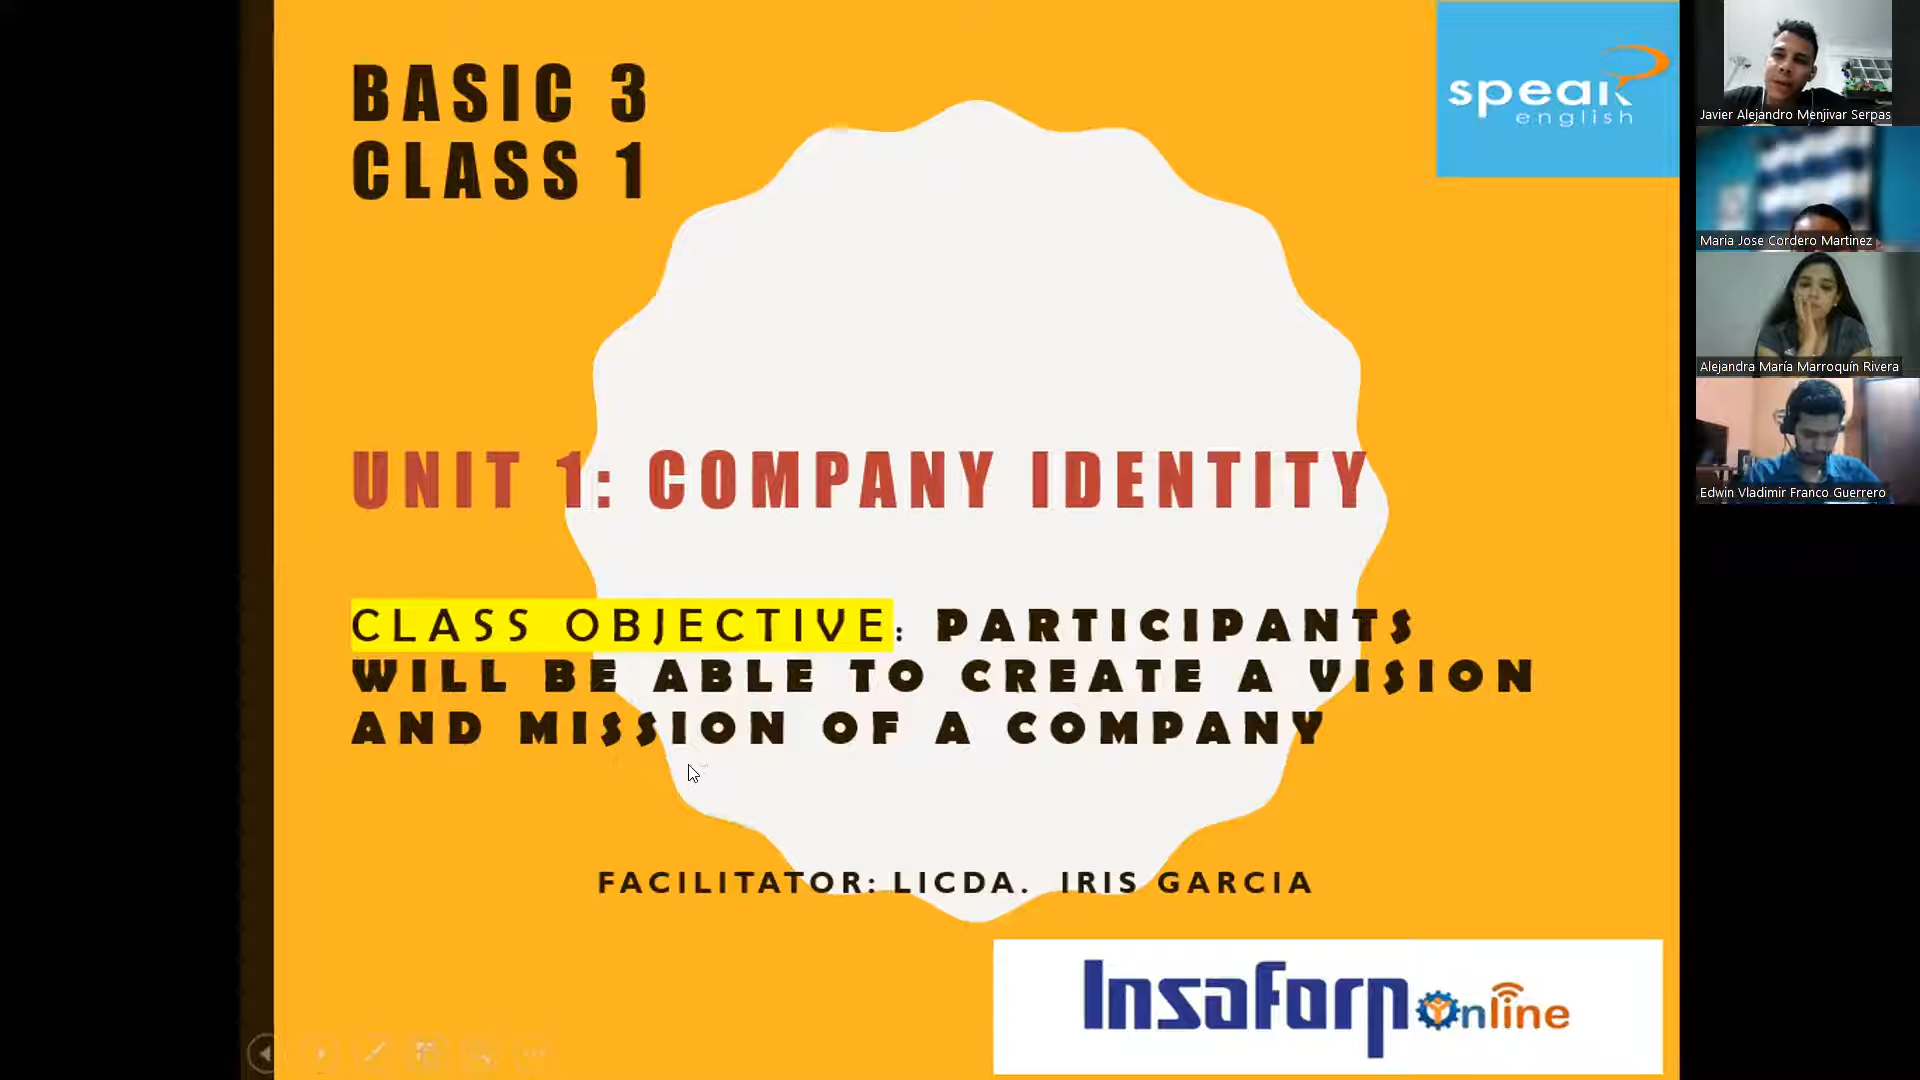 BASIC 3
CLASS 1
speak
english
UNIT 1: COMPANY IDENTITY
CLASS OBJECTIVE: PARTICIPANTS
WILL BE ABLE TO CREATE A VISION
AND MISSION OF A COMPANY
FACILITATOR: LICDA. IRIS GARCIA
Insaforp Online
Javier Alejandro Menjivar Serpas
Maria Jose Cordero Martinez
Alejandra María Marroquín Rivera
Edwin Vladimir Franco Guerrero